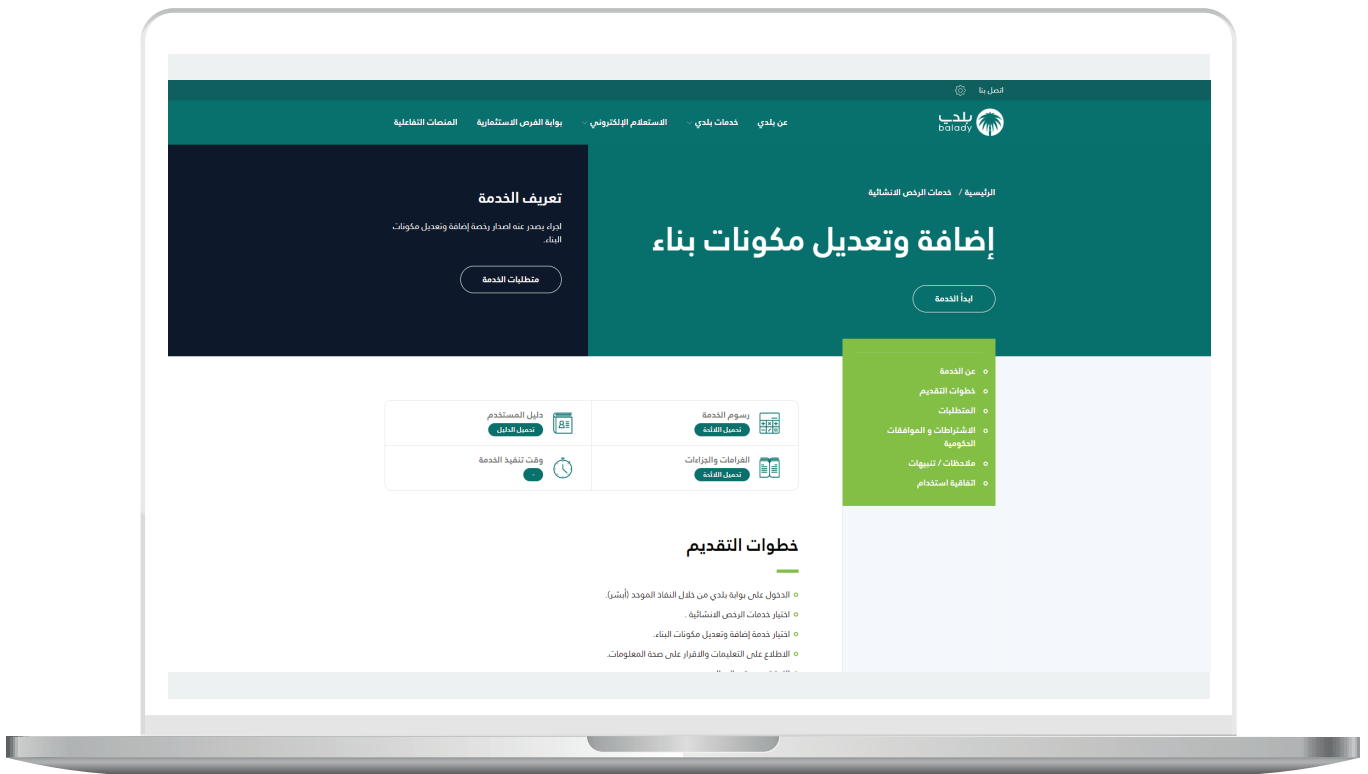 اتصل بنا
بلدي
balady
عن بلدي
خدمات بلدي
الاستعلام الإلكتروني
بوابة الفرص الاستثمارية
المنصات التفاعلية
الرئيسية / خدمات الرخص الانشائية
إضافة وتعديل مكونات بناء
ابدأ الخدمة
تعريف الخدمة
اجراء يصدر عنه اصدار رخصة إضافة وتعديل مكونات
البناء.
متطلبات الخدمة
عن الخدمة
خطوات التقديم
المتطلبات
الاشتراطات و الموافقات
الحكومية
ملاحظات / تنبيهات
اتفاقية استخدام
رسوم الخدمة
تحميل اللائحة
دليل المستخدم
تحميل الدليل
الغرامات والجزاءات
تحميل اللائحة
وقت تنفيذ الخدمة
-
خطوات التقديم
الدخول على بوابة بلدي من خلال النفاذ الموحد (أبشر).
اختيار خدمات الرخص الانشائية .
اختيار خدمة إضافة وتعديل مكونات البناء.
الاطلاع على التعليمات والاقرار على صحة المعلومات.